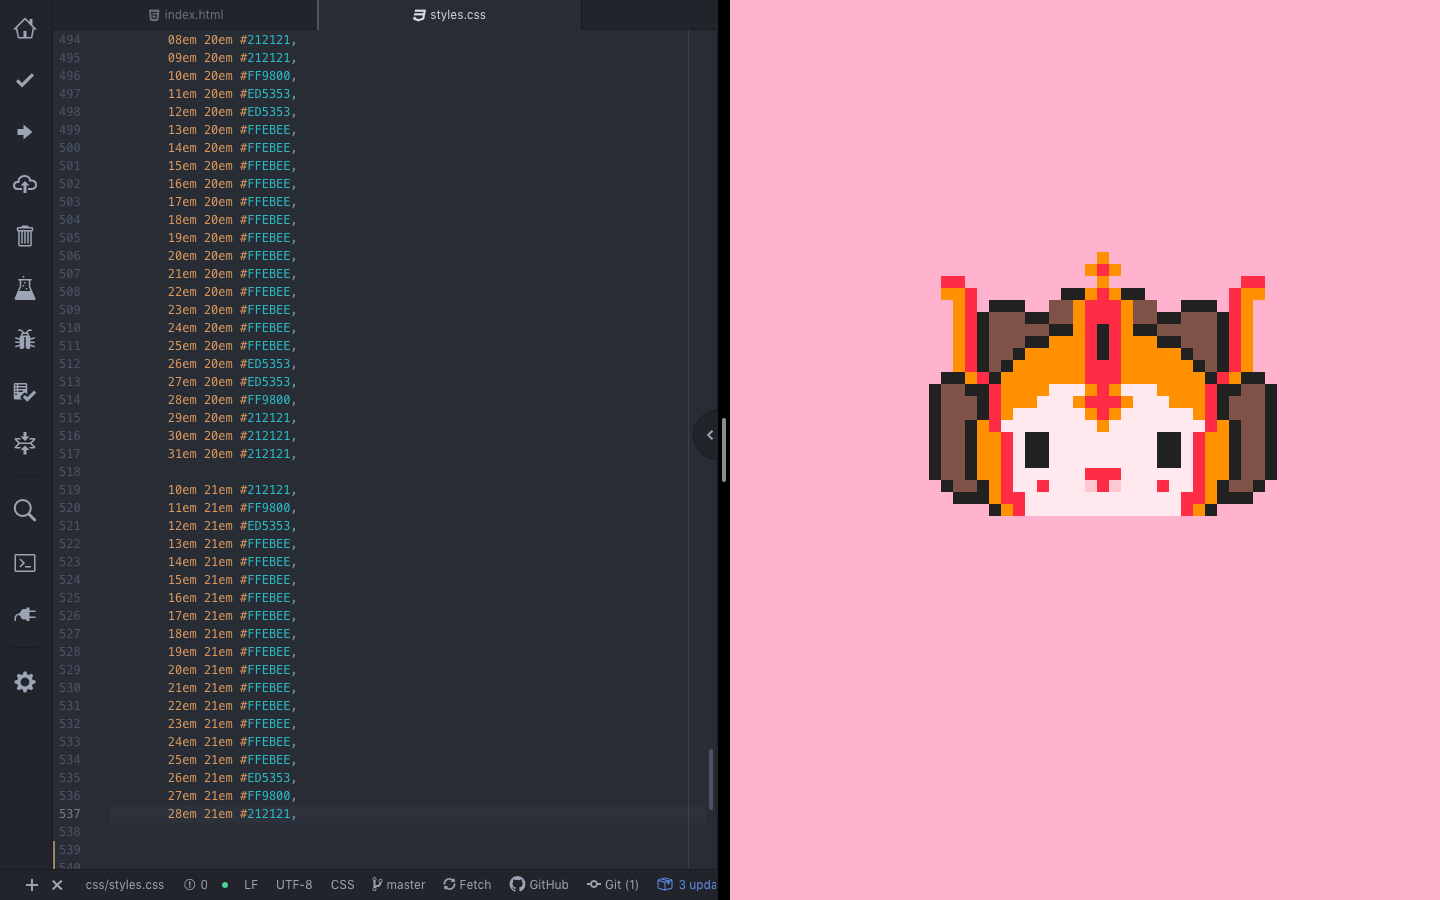 index.html
styles.css
494 08em 20em #212121,
495 09em 20em #212121,
496 10em 20em #FF9800,
497 11em 20em #ED5353,
498 12em 20em #ED5353,
499 13em 20em #FFEBEE,
500 14em 20em #FFEBEE,
501 15em 20em #FFEBEE,
502 16em 20em #FFEBEE,
503 17em 20em #FFEBEE,
504 18em 20em #FFEBEE,
505 19em 20em #FFEBEE,
506 20em 20em #FFEBEE,
507 21em 20em #FFEBEE,
508 22em 20em #FFEBEE,
509 23em 20em #FFEBEE,
510 24em 20em #FFEBEE,
511 25em 20em #FFEBEE,
512 26em 20em #ED5353,
513 27em 20em #ED5353,
514 28em 20em #FF9800,
515 29em 20em #212121,
516 30em 20em #212121,
517 31em 20em #212121,
518
519 10em 21em #212121,
520 11em 21em #FF9800,
521 12em 21em #ED5353,
522 13em 21em #FFEBEE,
523 14em 21em #FFEBEE,
524 15em 21em #FFEBEE,
525 16em 21em #FFEBEE,
526 17em 21em #FFEBEE,
527 18em 21em #FFEBEE,
528 19em 21em #FFEBEE,
529 20em 21em #FFEBEE,
530 21em 21em #FFEBEE,
531 22em 21em #FFEBEE,
532 23em 21em #FFEBEE,
533 24em 21em #FFEBEE,
534 25em 21em #FFEBEE,
535 26em 21em #ED5353,
536 27em 21em #FF9800,
537 28em 21em #212121,
538
539
540
css/styles.css 0 LF UTF-8 CSS master Fetch GitHub Git (1) 3 upda